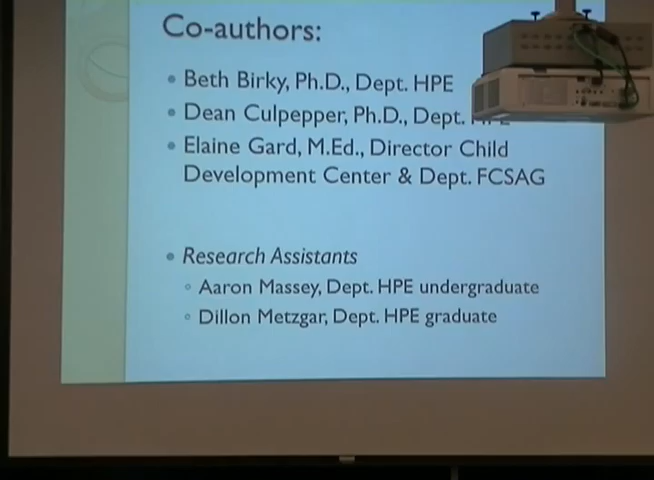 Co-authors:
Beth Birky, Ph.D., Dept. HPE
Dean Culpepper, Ph.D., Dept.
Elaine Gard, M.Ed., Director Child
Development Center & Dept. FCSAG
Research Assistants
Aaron Massey, Dept. HPE undergraduate
Dillon Metzgar, Dept. HPE graduate